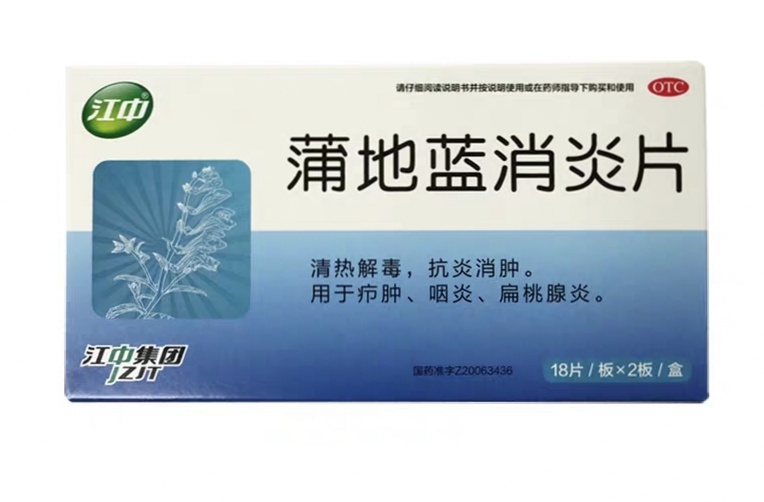 江中®
请仔细阅读说明书并按说明使用或在药师指导下购买和使用
OTC
蒲地蓝消炎片
清热解毒，抗炎消肿。
用于疖肿、咽炎、扁桃腺炎。
江中集团
JZJT
国药准字Z20063436
18片/板×2板/盒